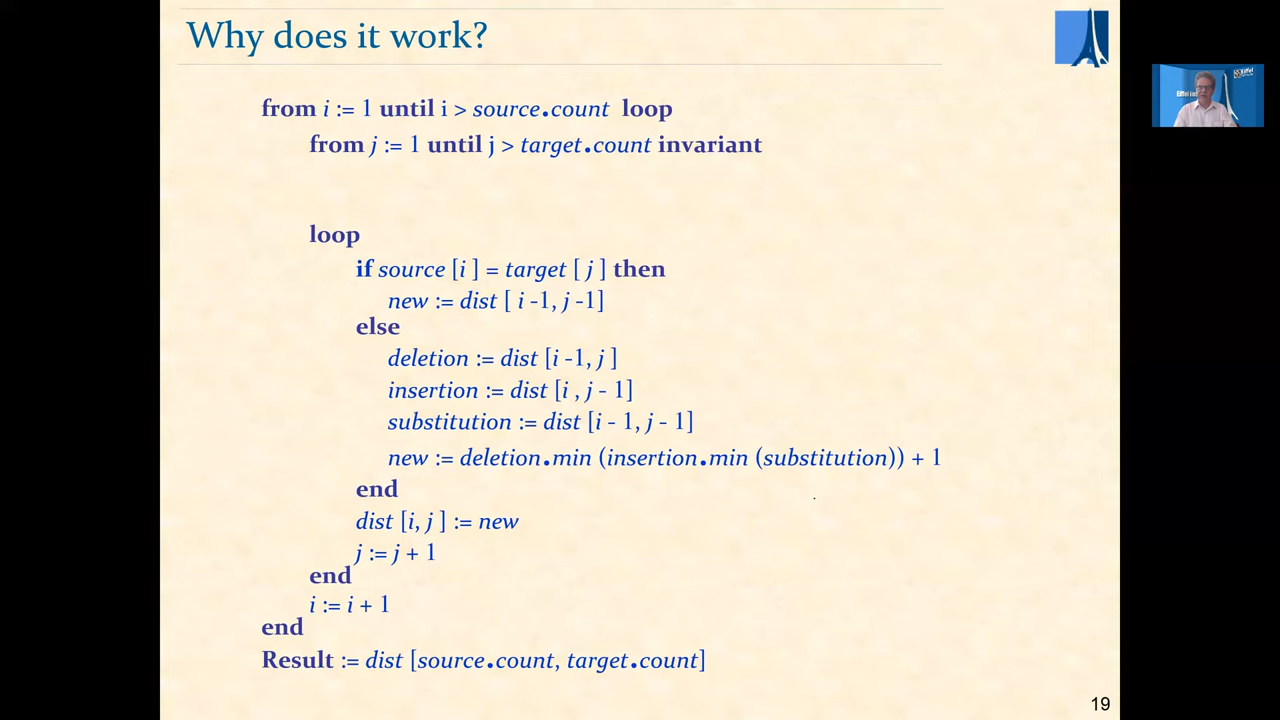 Why does it work?
from i := 1 until i > source.count loop
from j := 1 until j > target.count invariant
loop
if source [i ] = target [ j ] then
new := dist [ i -1, j -1]
else
deletion := dist [i -1, j ]
insertion := dist [i , j - 1]
substitution := dist [i - 1, j - 1]
new := deletion.min (insertion.min (substitution)) + 1
end
dist [i, j ] := new
j := j + 1
end
i := i + 1
end
Result := dist [source.count, target.count]
19